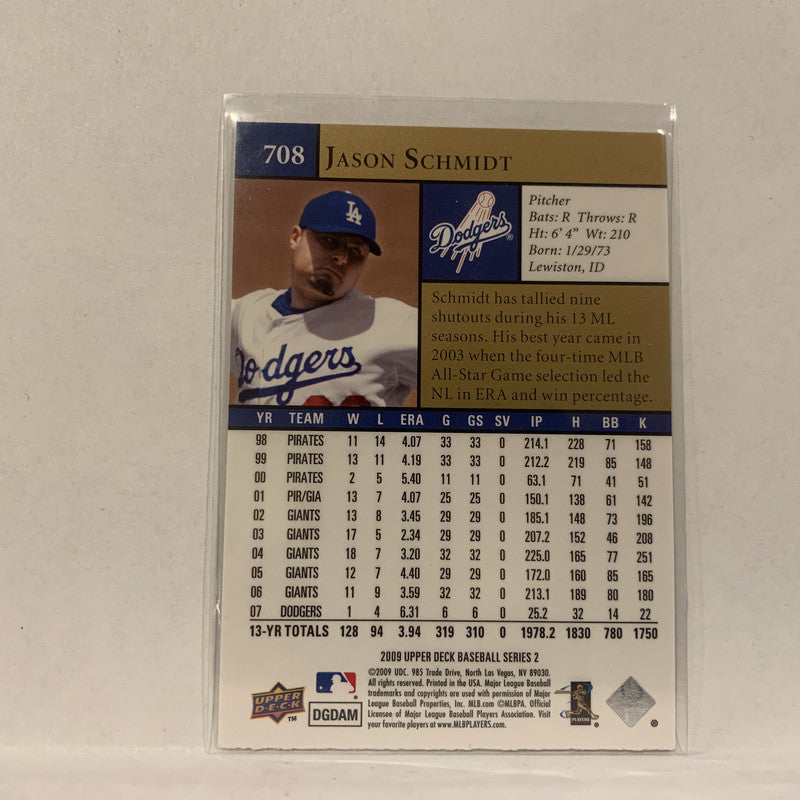 708 JASON SCHMIDT
LA
Dodgers
Dodgers
Pitcher
Bats: R Throws: R
Ht: 6' 4" Wt: 210
Born: 1/29/73
Lewiston, ID
Schmidt has tallied nine
shutouts during his 13 ML
seasons. His best year came in
2003 when the four-time MLB
All-Star Game selection led the
NL in ERA and win percentage.
YR TEAM W L ERA G GS SV IP H BB K
98 PIRATES 11 14 4.07 33 33 0 214.1 228 71 158
99 PIRATES 13 11 4.19 33 33 0 212.2 219 85 148
00 PIRATES 2 5 5.40 11 11 0 63.1 71 41 51
01 PIR/GIA 13 7 4.07 25 25 0 150.1 138 61 142
02 GIANTS 13 8 3.45 29 29 0 185.1 148 73 196
03 GIANTS 17 5 2.34 29 29 0 207.2 152 46 208
04 GIANTS 18 7 3.20 32 32 0 225.0 165 77 251
05 GIANTS 12 7 4.40 29 29 0 172.0 160 85 165
06 GIANTS 11 9 3.59 32 32 0 213.1 189 80 180
07 DODGERS 1 4 6.31 6 6 0 25.2 32 14 22
13-YR TOTALS 128 94 3.94 319 310 0 1978.2 1830 780 1750
2009 UPPER DECK BASEBALL SERIES 2
©2009 UDC. 985 Trade Drive, North Las Vegas, NV 89030.
All rights reserved. Printed in the USA. Major League Baseball
trademarks and copyrights are used with permission of Major
League Baseball Properties, Inc. MLB.com ©MLBPA. Official
Licensee of Major League Baseball Players Association. Visit
your favorite players at www.MLBPLAYERS.com
UPPER DECK TM
DGDAM
PLAYERS